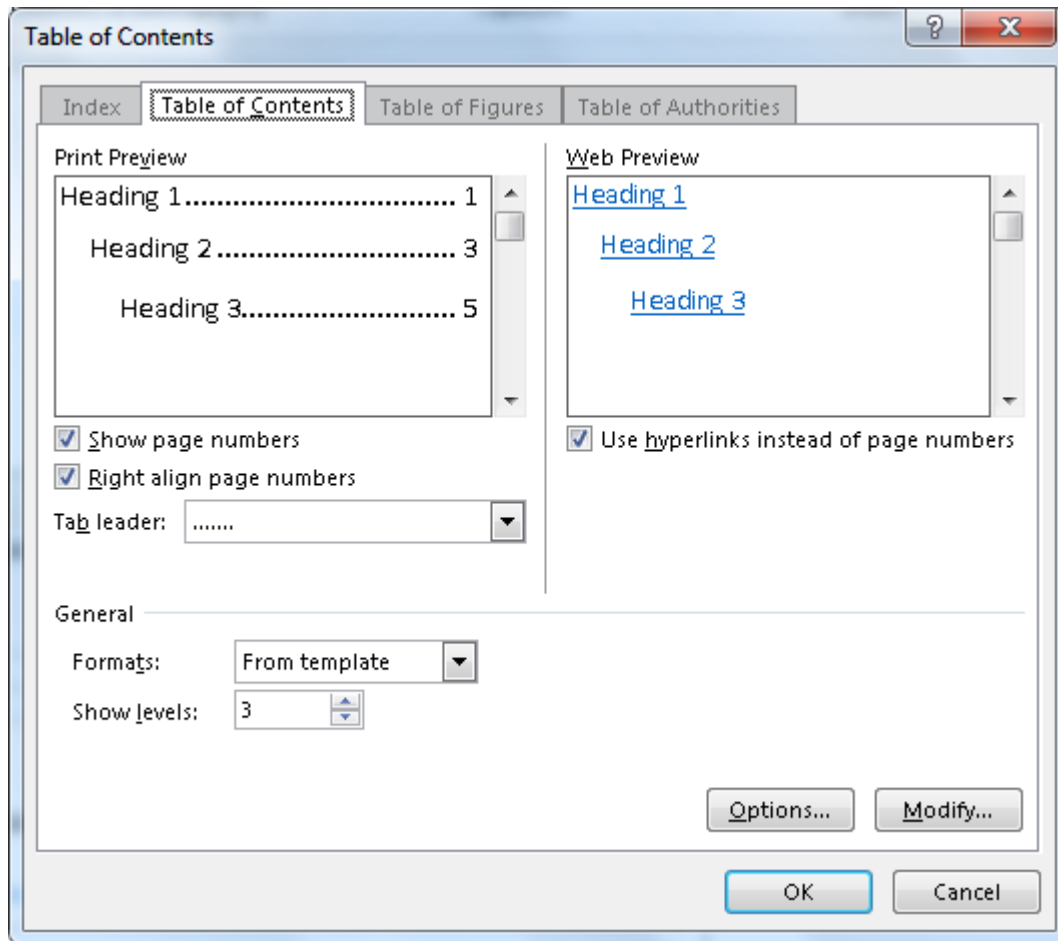 Table of Contents
?
X
Index
Table of Contents
Table of Figures
Table of Authorities
Print Preview
Heading 1................................. 1
Heading 2............................. 3
Heading 3.......................... 5
Show page numbers
Right align page numbers
Tab leader: .......
Web Preview
Heading 1
Heading 2
Heading 3
Use hyperlinks instead of page numbers
General
Formats: From template
Show levels: 3
Options... Modify...
OK Cancel